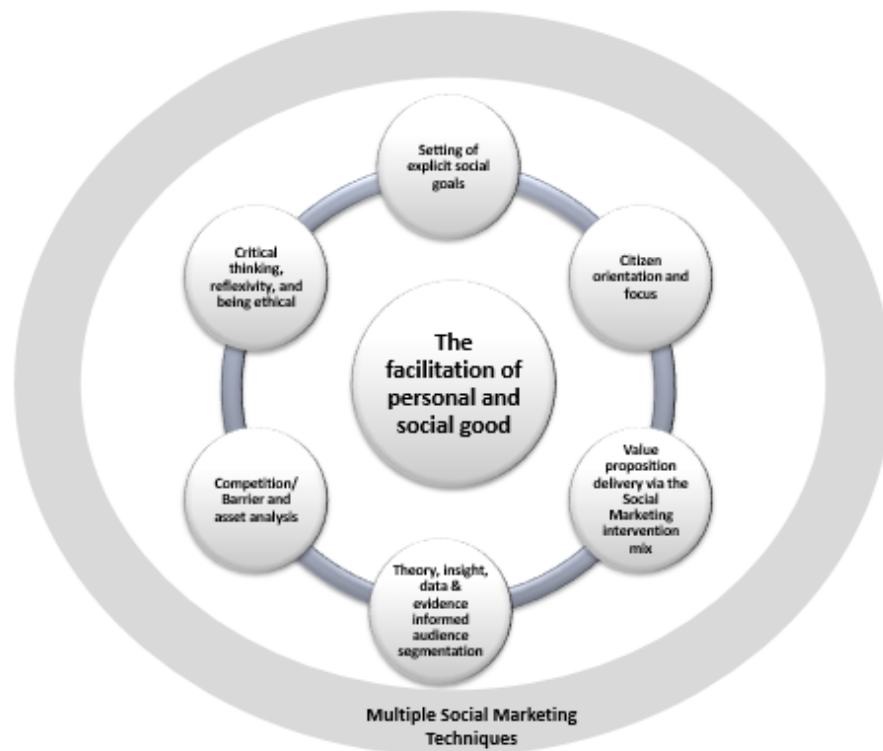 Setting of
explicit social
goals
Citizen
orientation and
focus
Value
proposition
delivery via the
Social
Marketing
intervention
mix
Theory, insight,
data &
evidence
informed
audience
segmentation
Competition/
Barrier and
asset analysis
Critical
thinking,
reflexivity, and
being ethical
The
facilitation of
personal and
social good
Multiple Social Marketing
Techniques